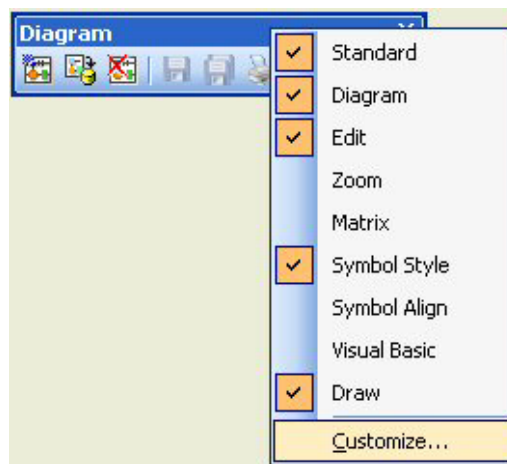 Diagram
Standard
Diagram
Edit
Zoom
Matrix
Symbol Style
Symbol Align
Visual Basic
Draw
Customize...